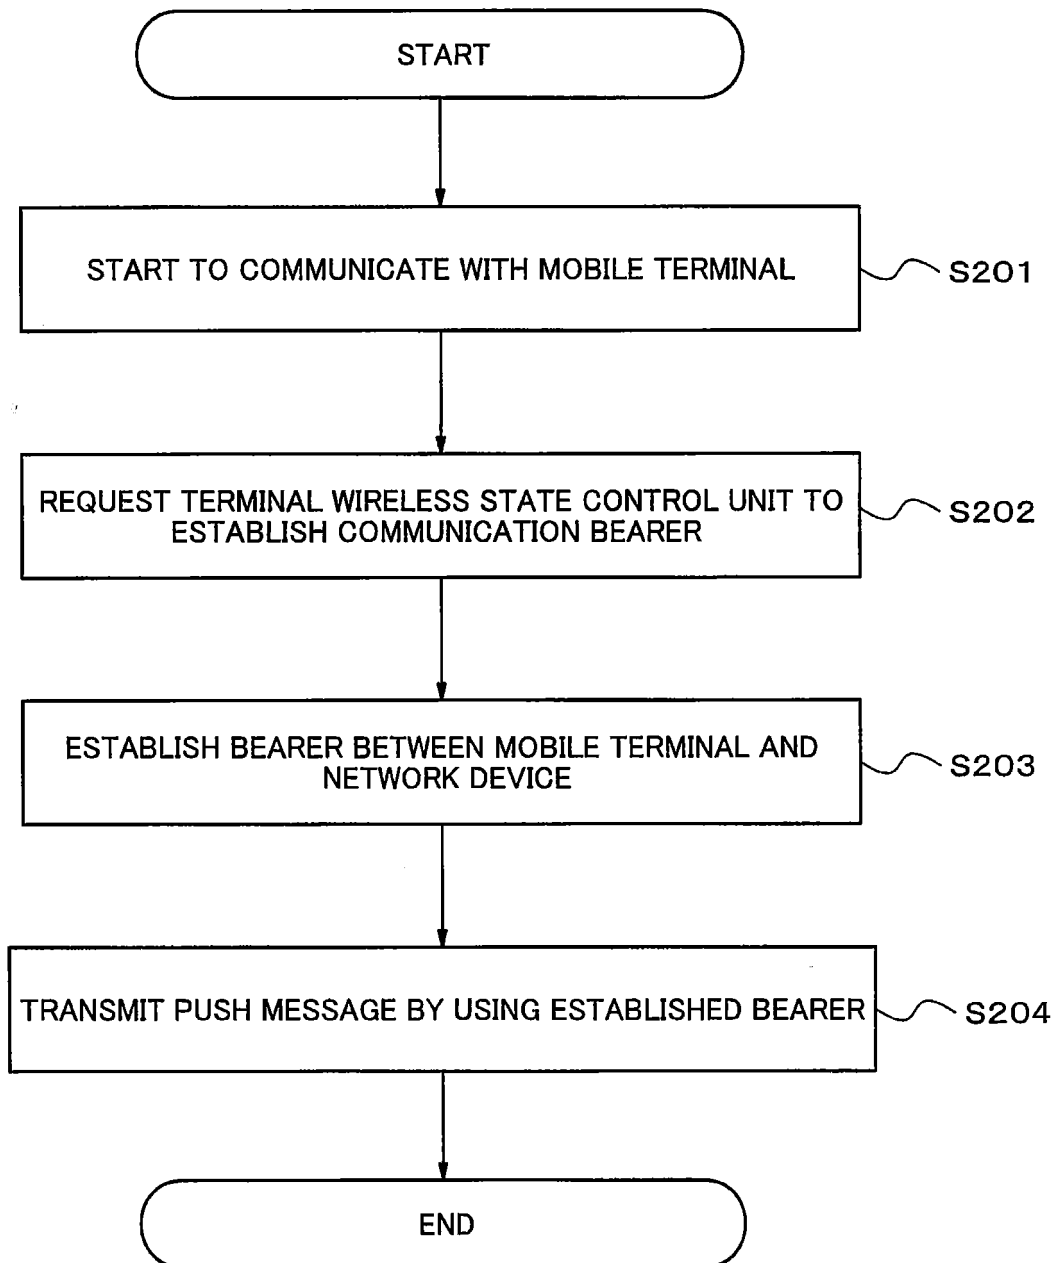 START
START TO COMMUNICATE WITH MOBILE TERMINAL
S201
REQUEST TERMINAL WIRELESS STATE CONTROL UNIT TO
ESTABLISH COMMUNICATION BEARER
S202
ESTABLISH BEARER BETWEEN MOBILE TERMINAL AND
NETWORK DEVICE
S203
TRANSMIT PUSH MESSAGE BY USING ESTABLISHED BEARER
S204
END